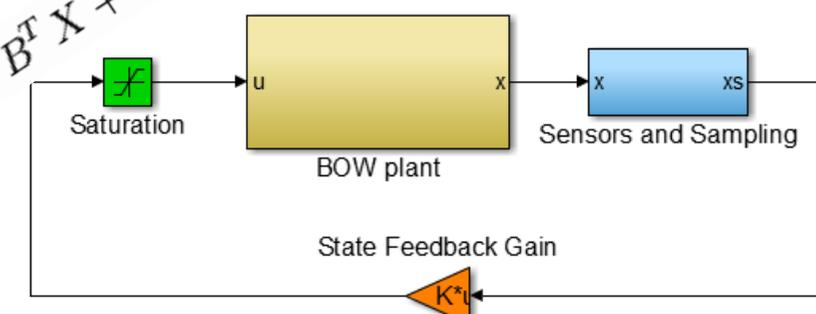 B^T X +
u
x
x
xs
Saturation
BOW plant
Sensors and Sampling
State Feedback Gain
K*u